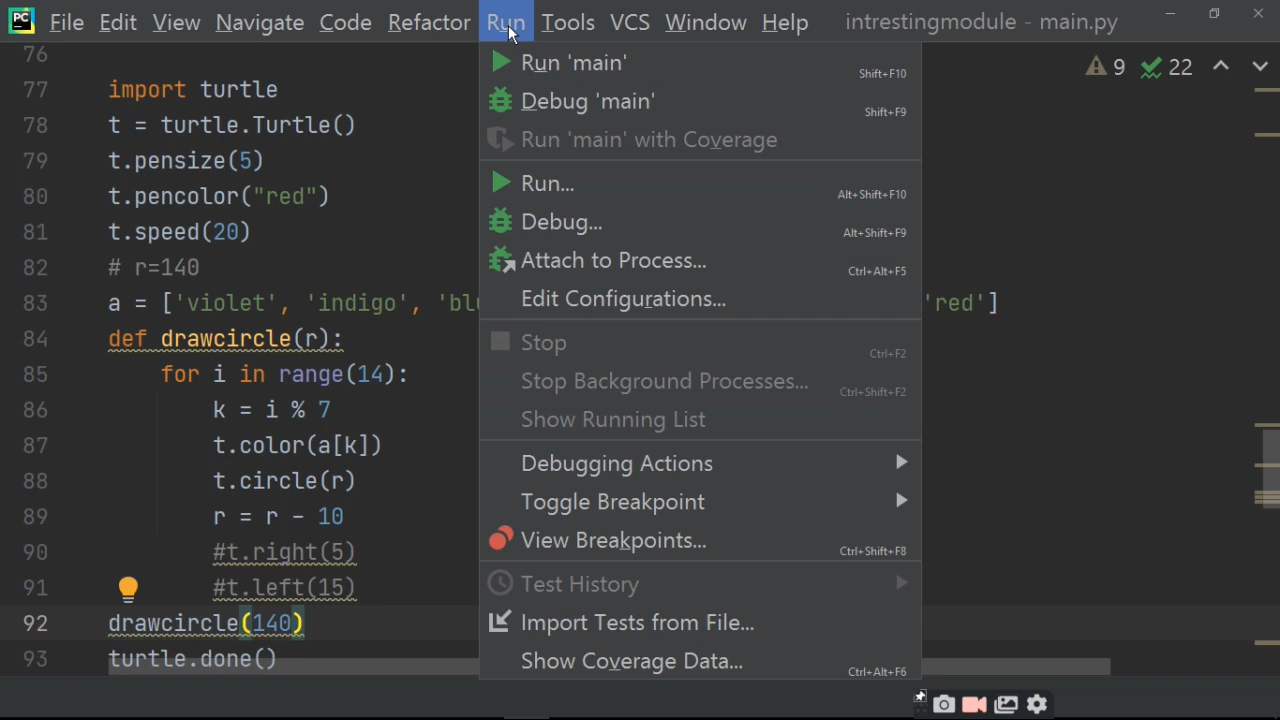 PC File Edit View Navigate Code Refactor Run Tools VCS Window Help intrestingmodule - main.py
9 22
76
77 import turtle
78 t = turtle.Turtle()
79 t.pensize(5)
80 t.pencolor("red")
81 t.speed(20)
82 # r=140
83 a = ['violet', 'indigo', 'blu 'red']
84 def drawcircle(r):
85 for i in range(14):
86 k = i % 7
87 t.color(a[k])
88 t.circle(r)
89 r = r - 10
90 #t.right(5)
91 #t.left(15)
92 drawcircle(140)
93 turtle.done()
Run 'main' Shift+F10
Debug 'main' Shift+F9
Run 'main' with Coverage
Run... Alt+Shift+F10
Debug... Alt+Shift+F9
Attach to Process... Ctrl+Alt+F5
Edit Configurations...
Stop Ctrl+F2
Stop Background Processes... Ctrl+Shift+F2
Show Running List
Debugging Actions
Toggle Breakpoint
View Breakpoints... Ctrl+Shift+F8
Test History
Import Tests from File...
Show Coverage Data... Ctrl+Alt+F6